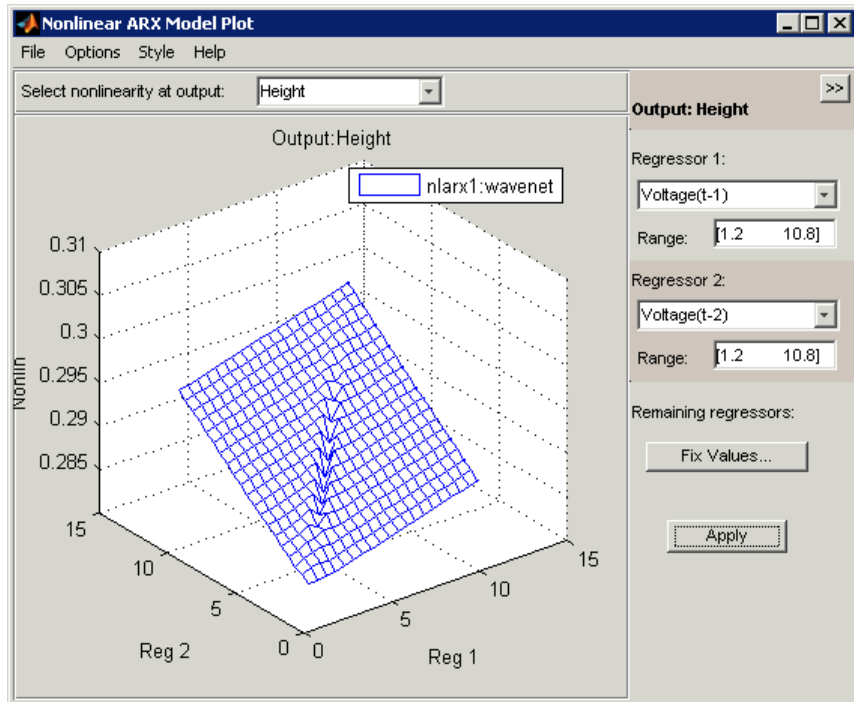 Nonlinear ARX Model Plot
File Options Style Help
Select nonlinearity at output: Height
>>
Output: Height
Output:Height
nlarx1:wavenet
0.31
0.305
0.3
0.295
0.29
0.285
Nonlin
15
10
5
0
Reg 2
0
5
10
15
Reg 1
Regressor 1:
Voltage(t-1)
Range: [1.2 10.8]
Regressor 2:
Voltage(t-2)
Range: [1.2 10.8]
Remaining regressors:
Fix Values...
Apply